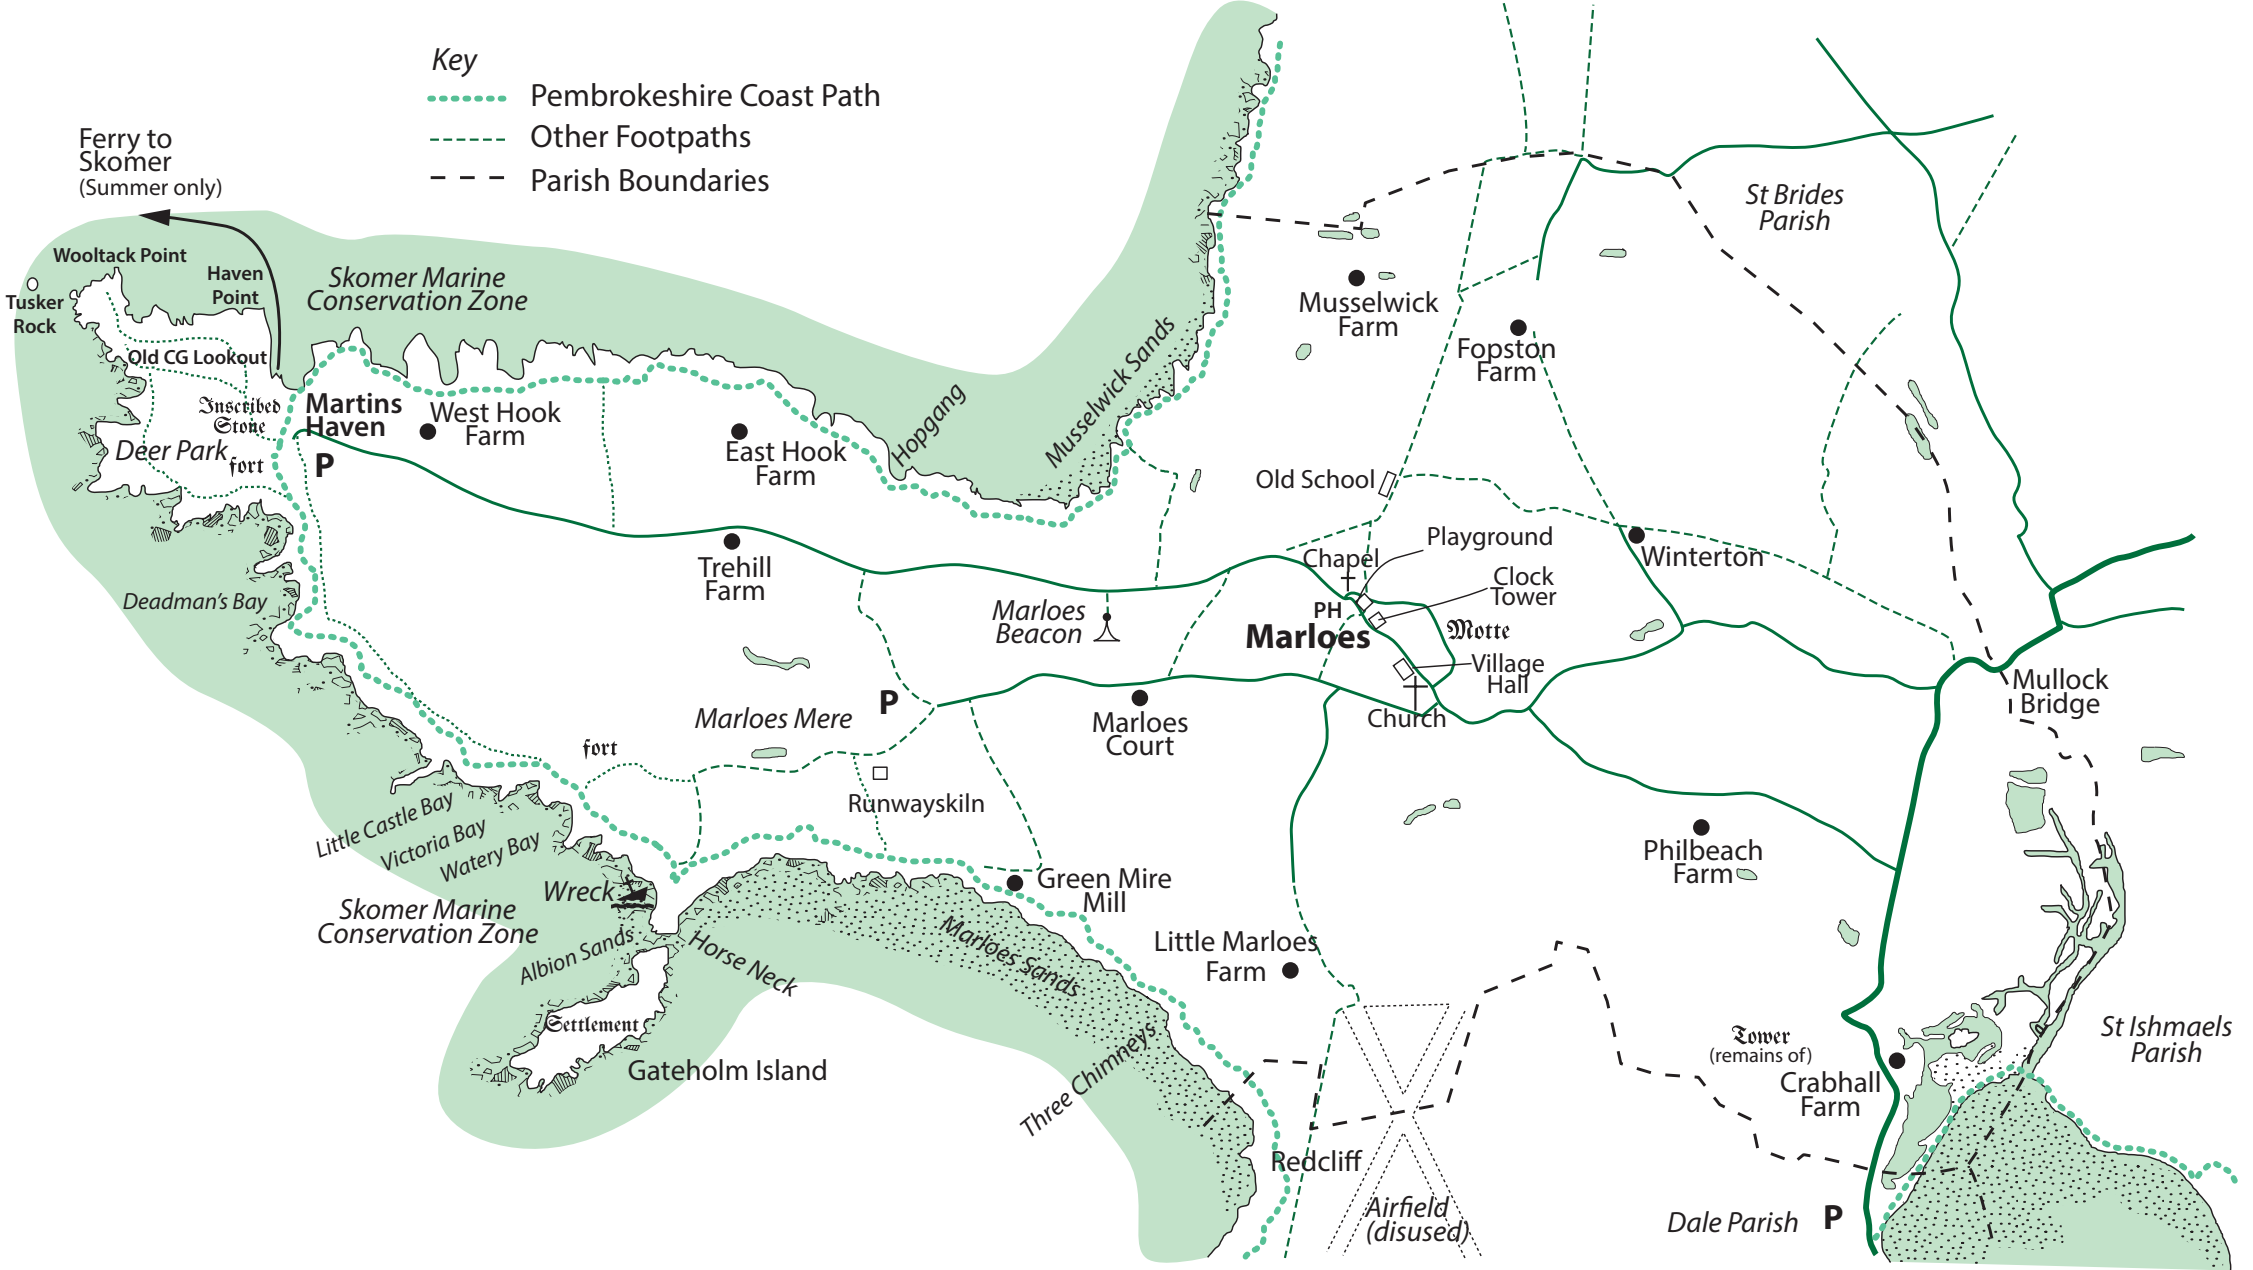 Key
Pembrokeshire Coast Path
Other Footpaths
Parish Boundaries
Ferry to
Skomer
(Summer only)
Wooltack Point
Haven
Point
Tusker
Rock
Skomer Marine
Conservation Zone
Old CG Lookout
Inscribed
Stone
Deer Park
fort
Martins
Haven
P
West Hook
Farm
East Hook
Farm
Hopgang
Musselwick Sands
Musselwick
Farm
Fopston
Farm
St Brides
Parish
Old School
Playground
Chapel
Clock
Tower
PH
Marloes
Motte
Village
Hall
Church
Winterton
Mullock
Bridge
Trehill
Farm
Deadman's Bay
Marloes
Beacon
Marloes Mere
P
Marloes
Court
fort
Runwayskiln
Little Castle Bay
Victoria Bay
Watery Bay
Wreck
Skomer Marine
Conservation Zone
Albion Sands
Horse Neck
Marloes Sands
Green Mire
Mill
Little Marloes
Farm
Philbeach
Farm
Settlement
Gateholm Island
Three Chimneys
Redcliff
Airfield
(disused)
Tower
(remains of)
Crabhall
Farm
St Ishmaels
Parish
Dale Parish
P